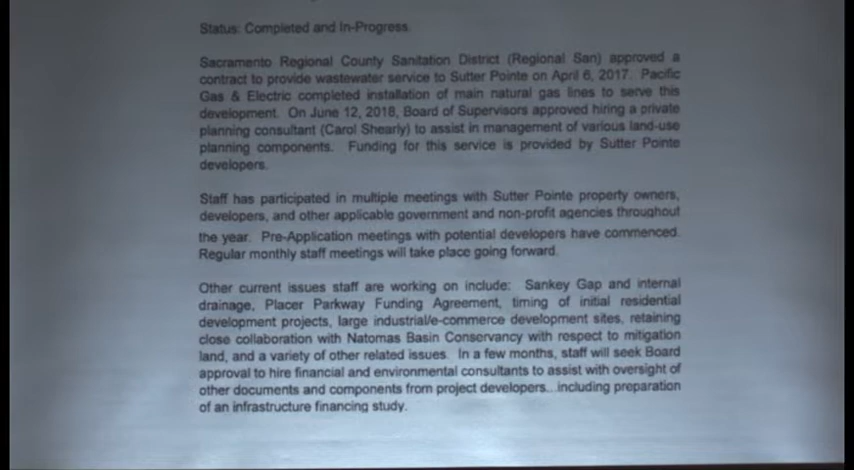 Status: Completed and In-Progress.
Sacramento Regional County Sanitation District (Regional San) approved a
contract to provide wastewater service to Sutter Pointe on April 6, 2017. Pacific
Gas & Electric completed installation of main natural gas lines to serve this
development. On June 12, 2018, Board of Supervisors approved hiring a private
planning consultant (Carol Shearly) to assist in management of various land-use
planning components. Funding for this service is provided by Sutter Pointe
developers.
Staff has participated in multiple meetings with Sutter Pointe property owners,
developers, and other applicable government and non-profit agencies throughout
the year. Pre-Application meetings with potential developers have commenced.
Regular monthly staff meetings will take place going forward.
Other current issues staff are working on include: Sankey Gap and internal
drainage, Placer Parkway Funding Agreement, timing of initial residential
development projects, large industrial/e-commerce development sites, retaining
close collaboration with Natomas Basin Conservancy with respect to mitigation
land, and a variety of other related issues. In a few months, staff will seek Board
approval to hire financial and environmental consultants to assist with oversight of
other documents and components from project developers...including preparation
of an infrastructure financing study.